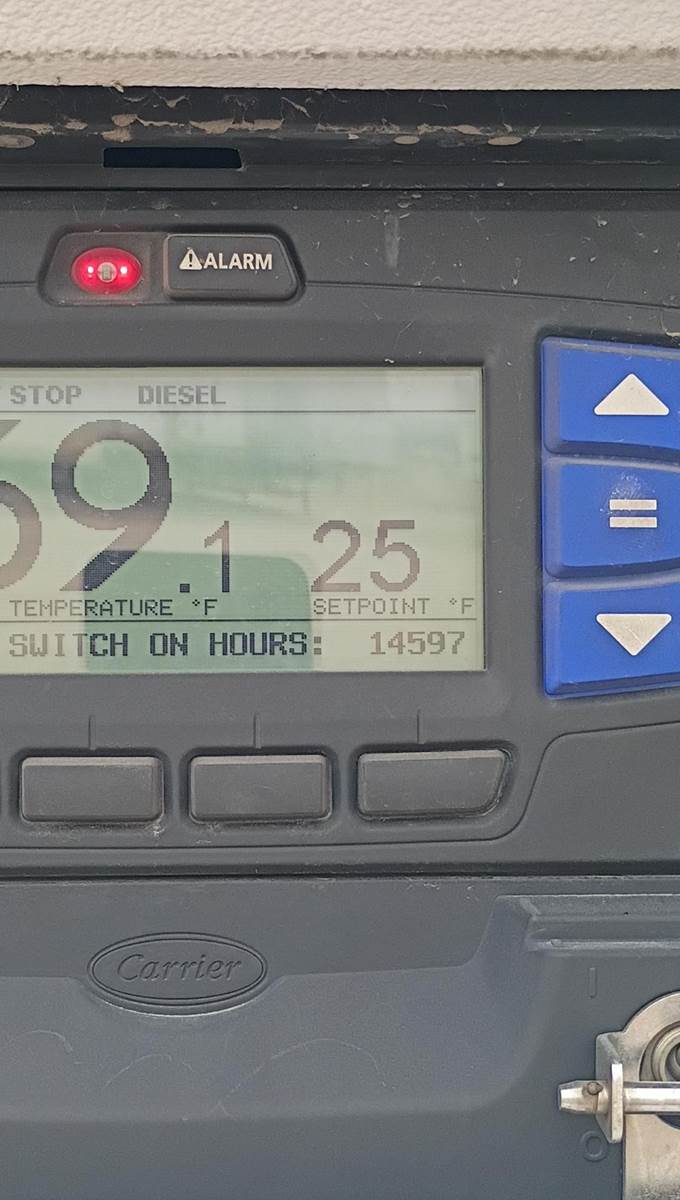 ALARM
STOP DIESEL
9.1 25
TEMPERATURE °F SETPOINT °F
SWITCH ON HOURS: 14597
Carrier
I
O